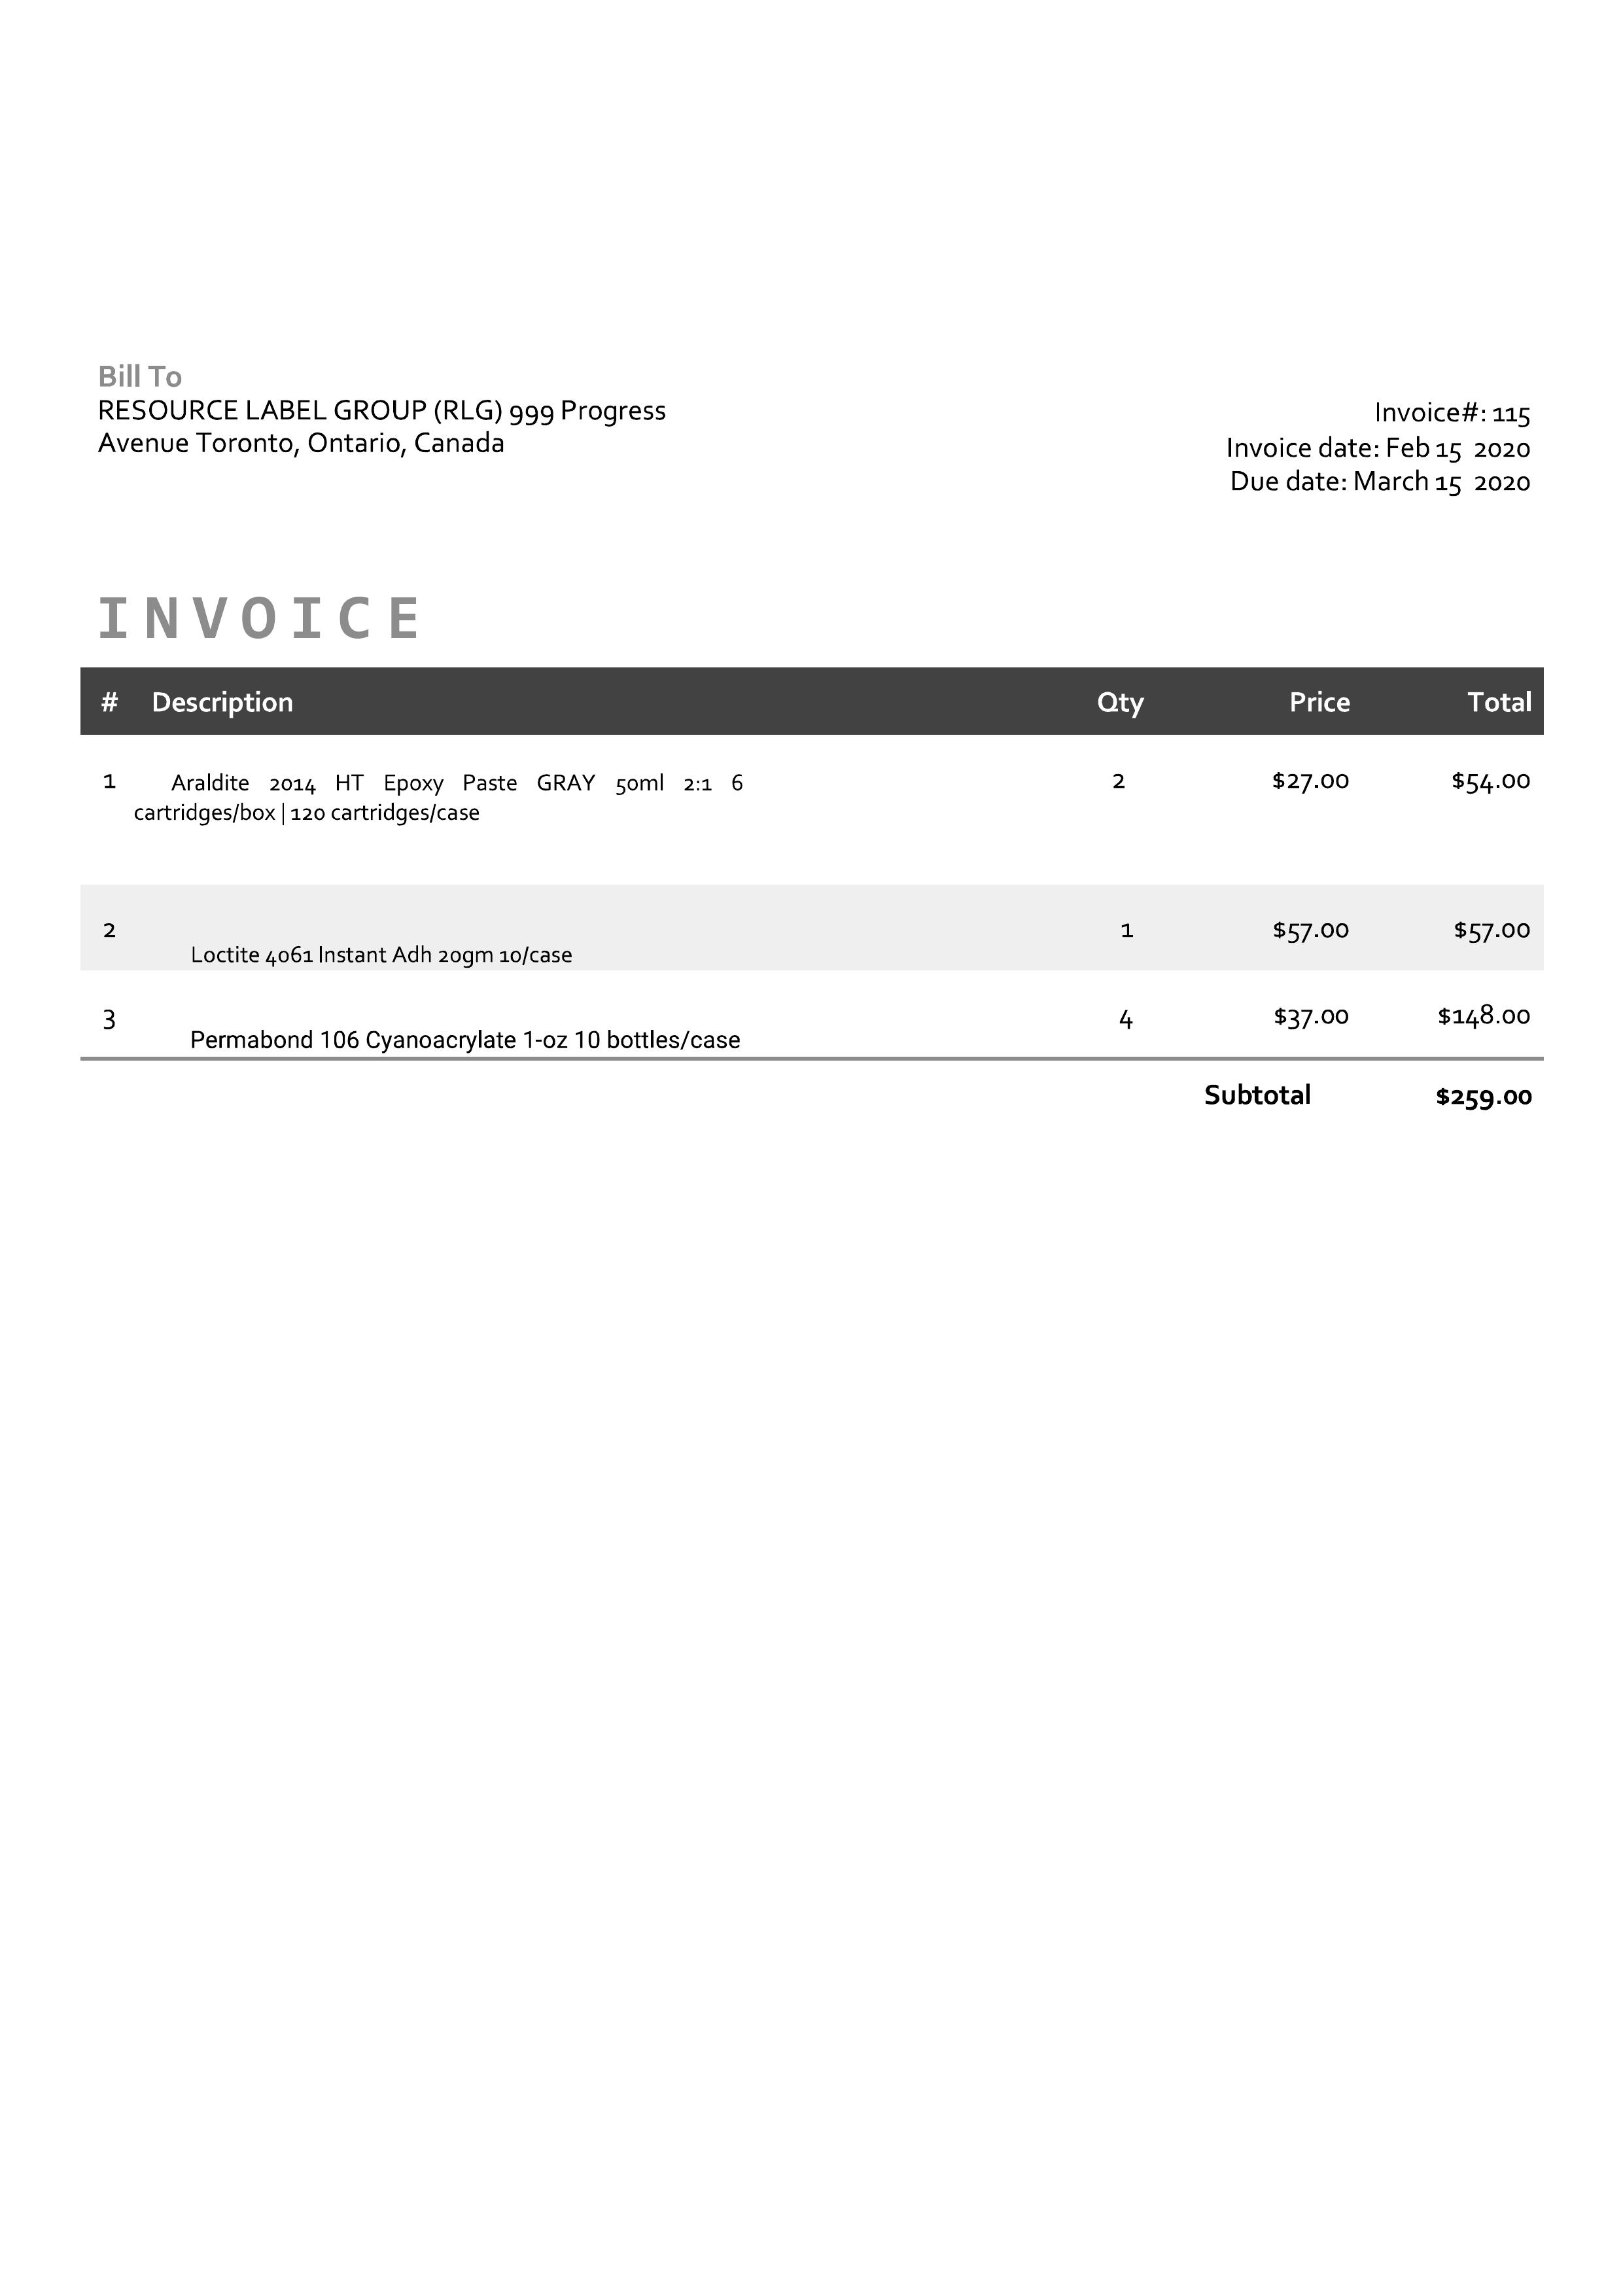 Bill To
RESOURCE LABEL GROUP (RLG) 999 Progress
Avenue Toronto, Ontario, Canada
Invoice#: 115
Invoice date: Feb 15 2020
Due date: March 15 2020
INVOICE
# Description Qty Price Total
1 Araldite 2014 HT Epoxy Paste GRAY 50ml 2:1 6 2 $27.00 $54.00
cartridges/box | 120 cartridges/case
2 1 $57.00 $57.00
Loctite 4061 Instant Adh 20gm 10/case
3 4 $37.00 $148.00
Permabond 106 Cyanoacrylate 1-oz 10 bottles/case
Subtotal $259.00